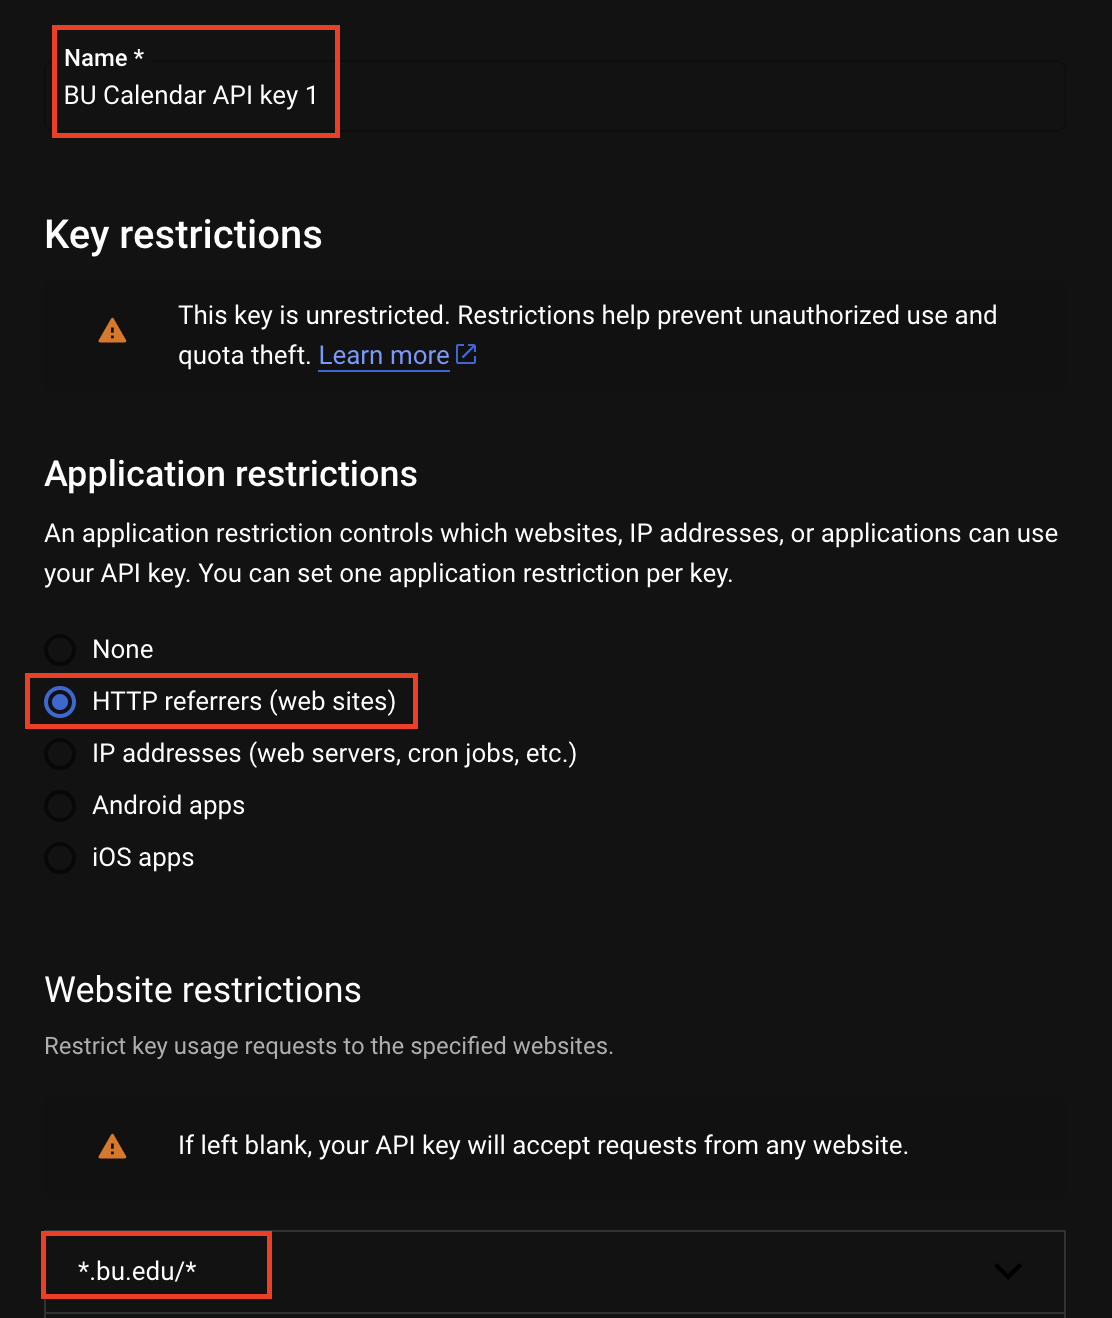 Name *
BU Calendar API key 1
Key restrictions
This key is unrestricted. Restrictions help prevent unauthorized use and
quota theft. Learn more
Application restrictions
An application restriction controls which websites, IP addresses, or applications can use
your API key. You can set one application restriction per key.
None
HTTP referrers (web sites)
IP addresses (web servers, cron jobs, etc.)
Android apps
iOS apps
Website restrictions
Restrict key usage requests to the specified websites.
If left blank, your API key will accept requests from any website.
*.bu.edu/*